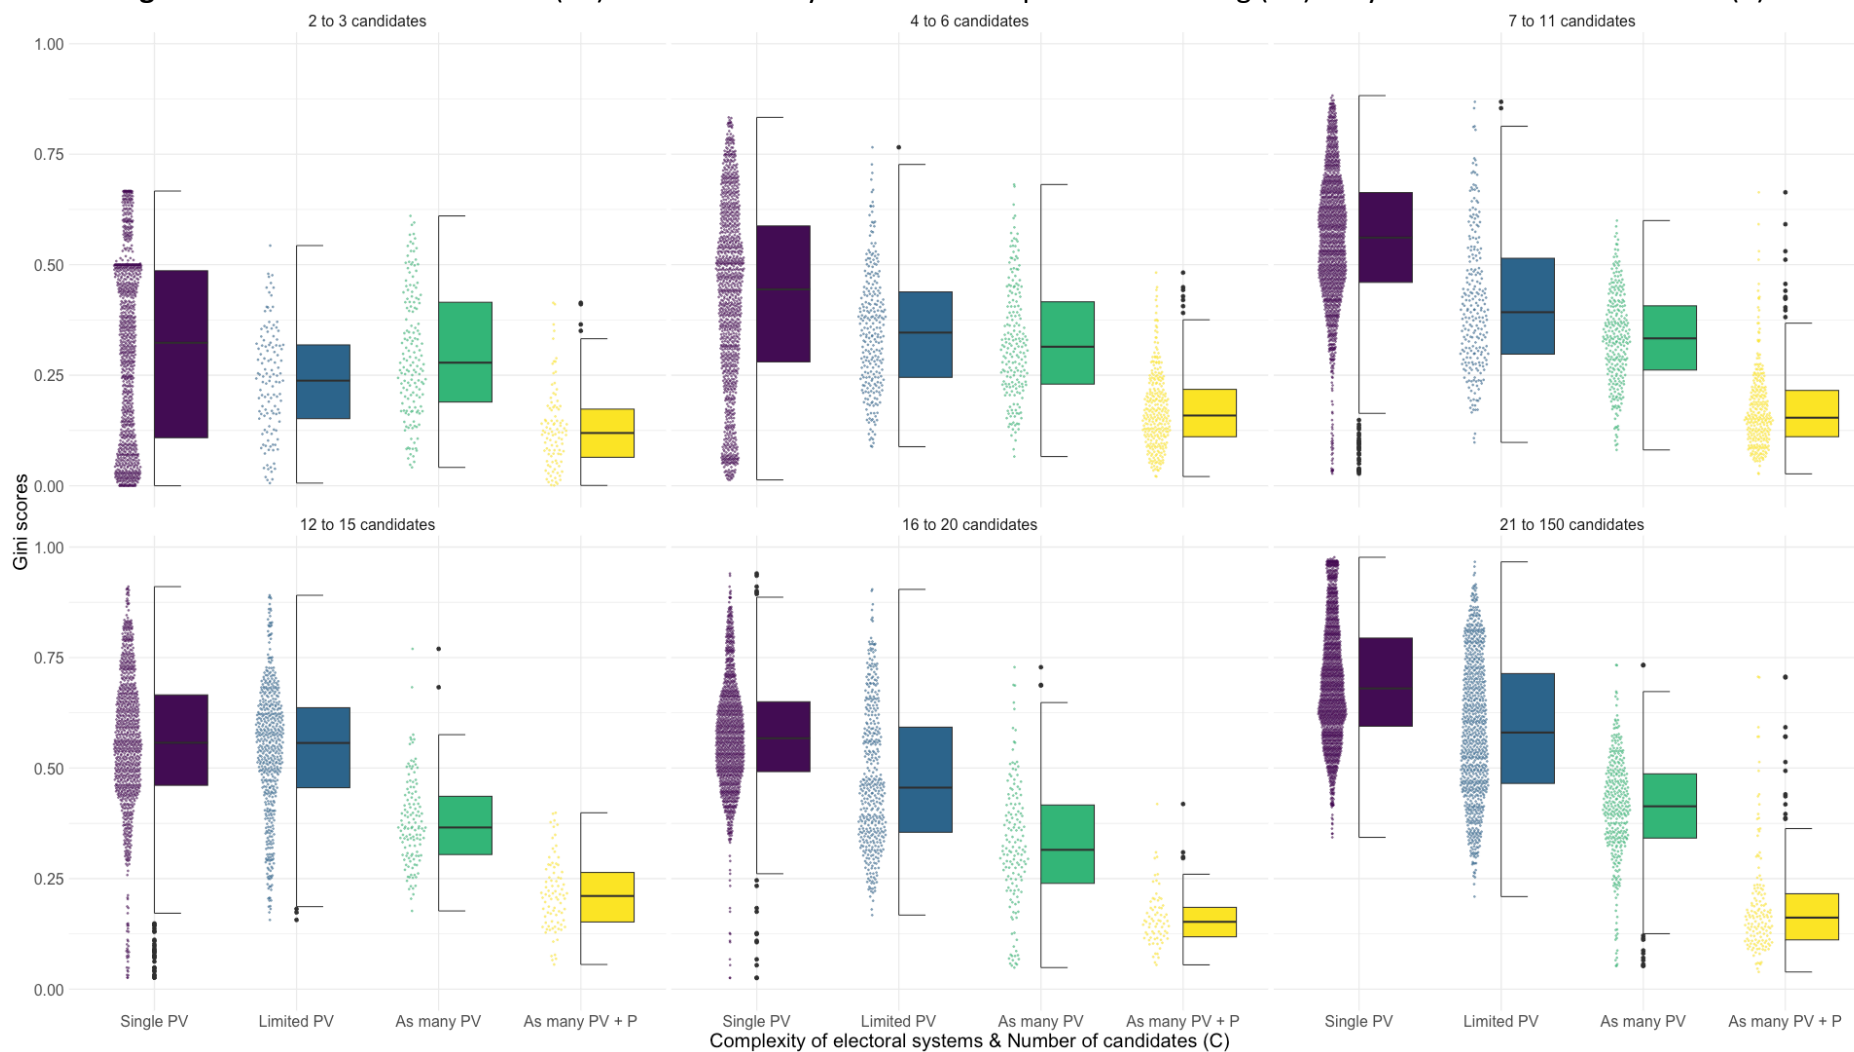 2 to 3 candidates
4 to 6 candidates
7 to 11 candidates
1.00
0.75
0.50
0.25
0.00
12 to 15 candidates
16 to 20 candidates
21 to 150 candidates
Gini scores
1.00
0.75
0.50
0.25
0.00
Single PV
Limited PV
As many PV
As many PV + P
Single PV
Limited PV
As many PV
As many PV + P
Single PV
Limited PV
As many PV
As many PV + P
Complexity of electoral systems & Number of candidates (C)